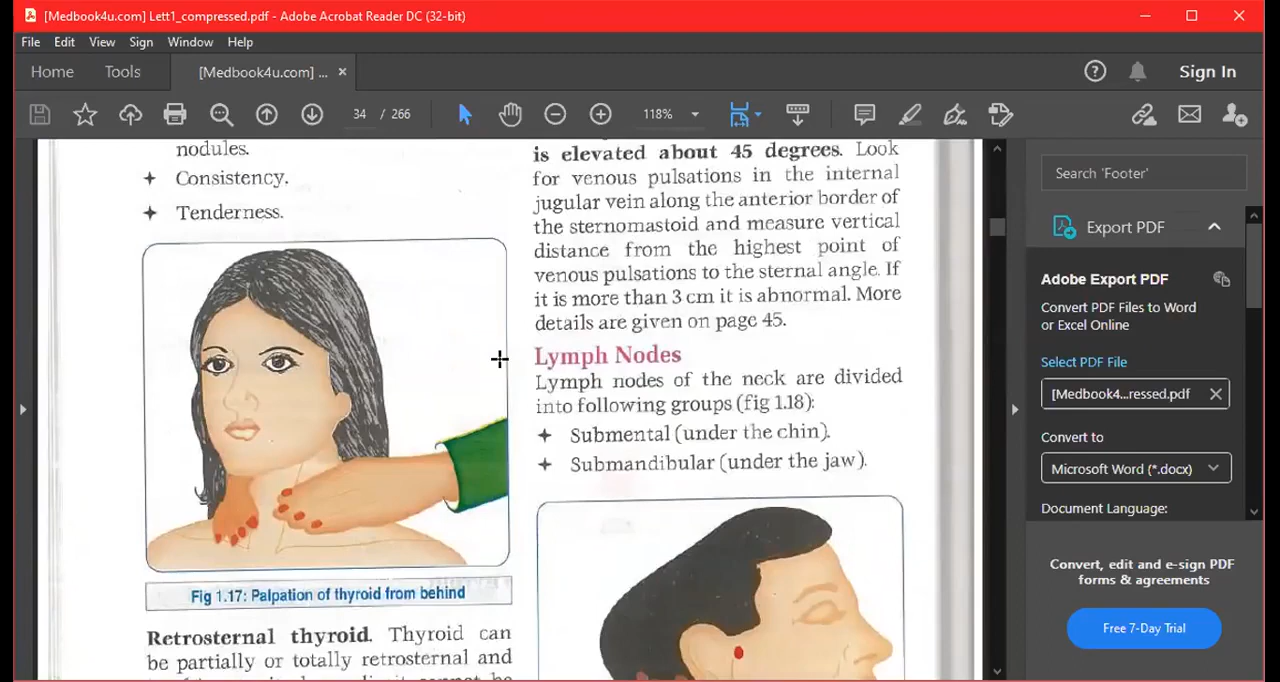 [Medbook4u.com] Lett1_compressed.pdf - Adobe Acrobat Reader DC (32-bit)
File Edit View Sign Window Help
Home Tools [Medbook4u.com] ... × Sign In
34 / 266 118%
nodules.
Consistency.
Tenderness.
Fig 1.17: Palpation of thyroid from behind
Retrosternal thyroid. Thyroid can
be partially or totally retrosternal and
is elevated about 45 degrees. Look
for venous pulsations in the internal
jugular vein along the anterior border of
the sternomastoid and measure vertical
distance from the highest point of
venous pulsations to the sternal angle. If
it is more than 3 cm it is abnormal. More
details are given on page 45.
Lymph Nodes
Lymph nodes of the neck are divided
into following groups (fig 1.18):
Submental (under the chin).
Submandibular (under the jaw).
Search 'Footer'
Export PDF
Adobe Export PDF
Convert PDF Files to Word
or Excel Online
Select PDF File
[Medbook4...ressed.pdf
Convert to
Microsoft Word (*.docx)
Document Language:
Convert, edit and e-sign PDF
forms & agreements
Free 7-Day Trial